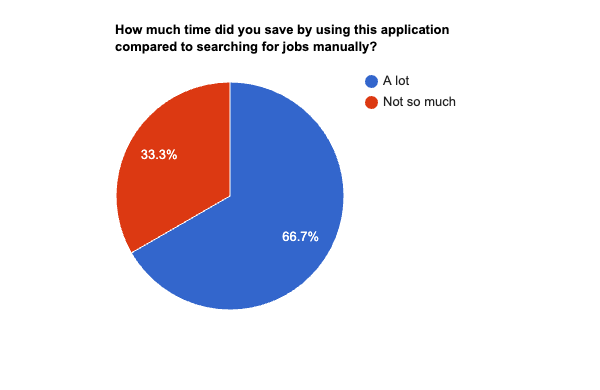 How much time did you save by using this application
compared to searching for jobs manually?
A lot
Not so much
33.3%
66.7%